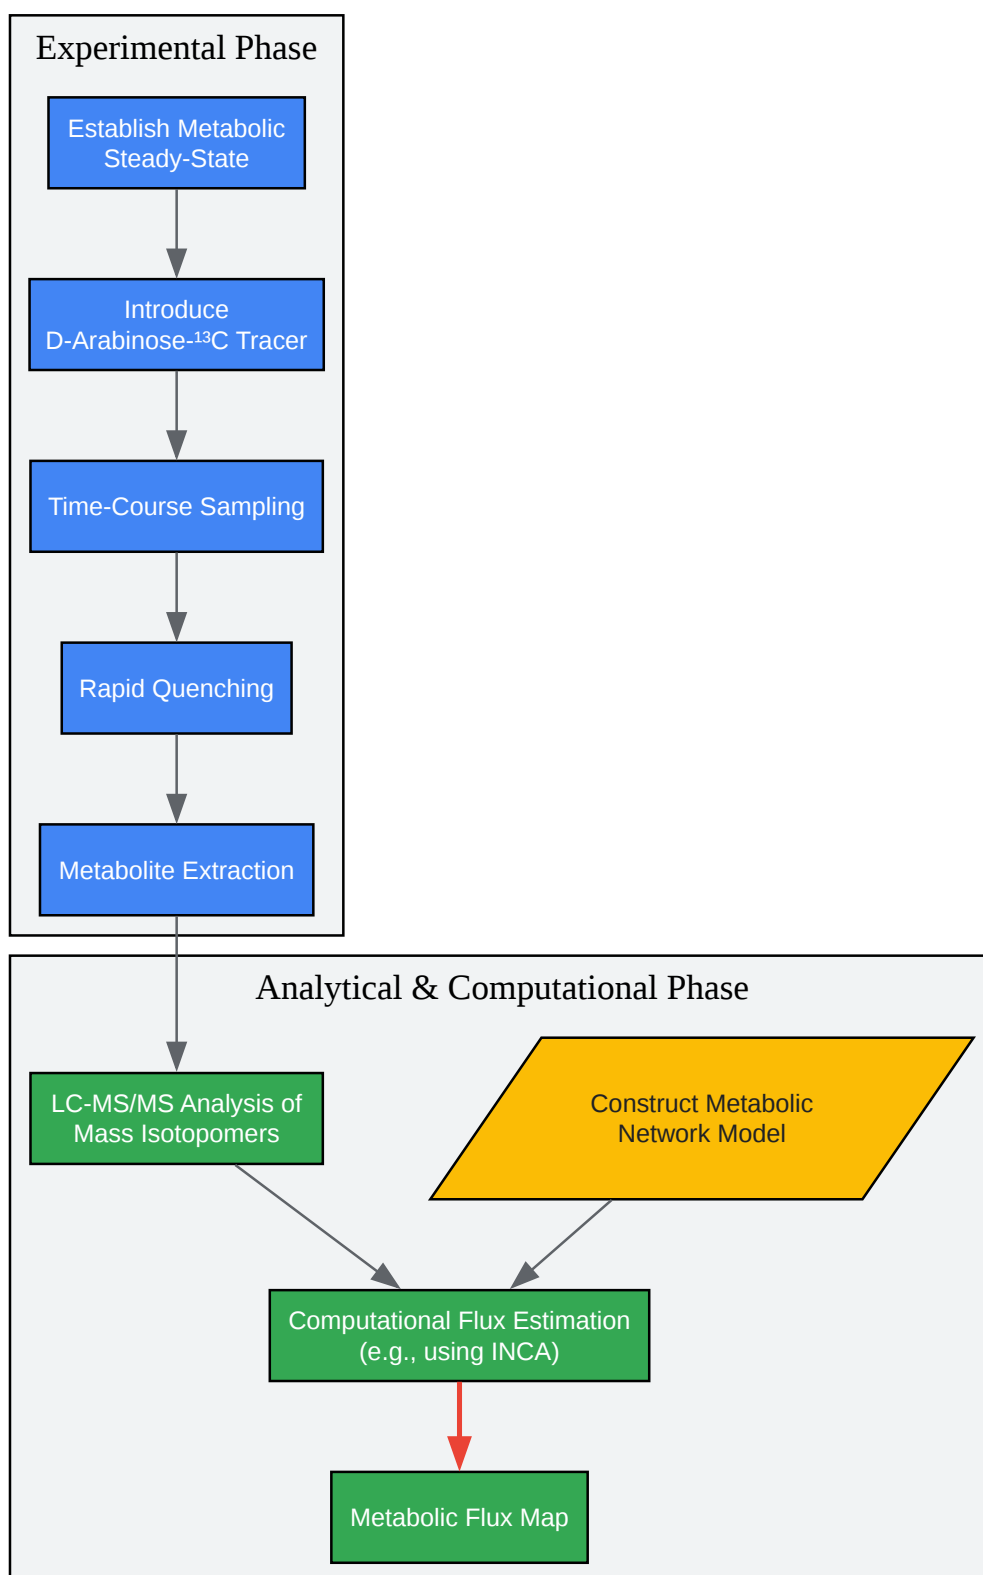 Experimental Phase
Establish Metabolic
Steady-State
Introduce
D-Arabinose-¹³C Tracer
Time-Course Sampling
Rapid Quenching
Metabolite Extraction
Analytical & Computational Phase
LC-MS/MS Analysis of
Mass Isotopomers
Construct Metabolic
Network Model
Computational Flux Estimation
(e.g., using INCA)
Metabolic Flux Map